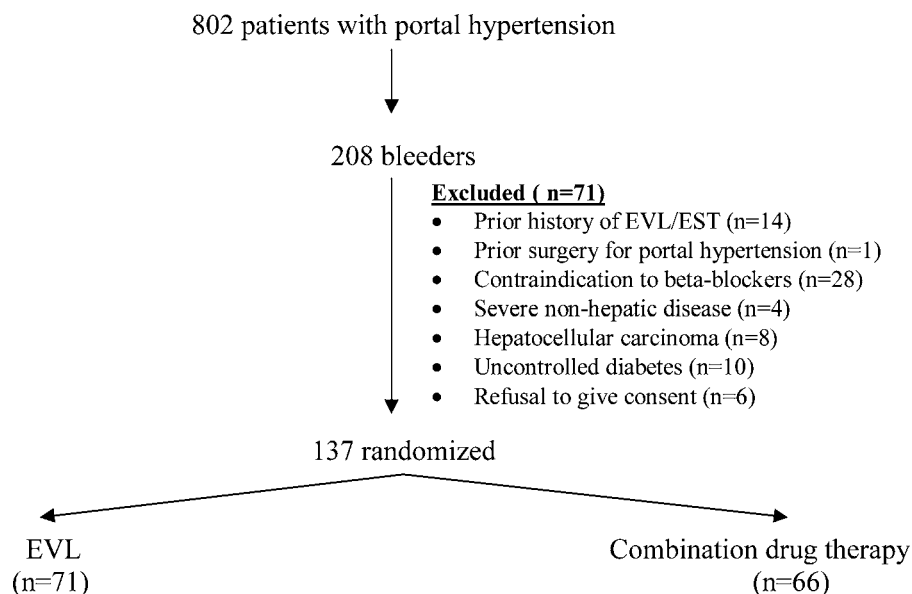 802 patients with portal hypertension
208 bleeders
Excluded ( n=71)
• Prior history of EVL/EST (n=14)
• Prior surgery for portal hypertension (n=1)
• Contraindication to beta-blockers (n=28)
• Severe non-hepatic disease (n=4)
• Hepatocellular carcinoma (n=8)
• Uncontrolled diabetes (n=10)
• Refusal to give consent (n=6)
137 randomized
EVL
(n=71)
Combination drug therapy
(n=66)